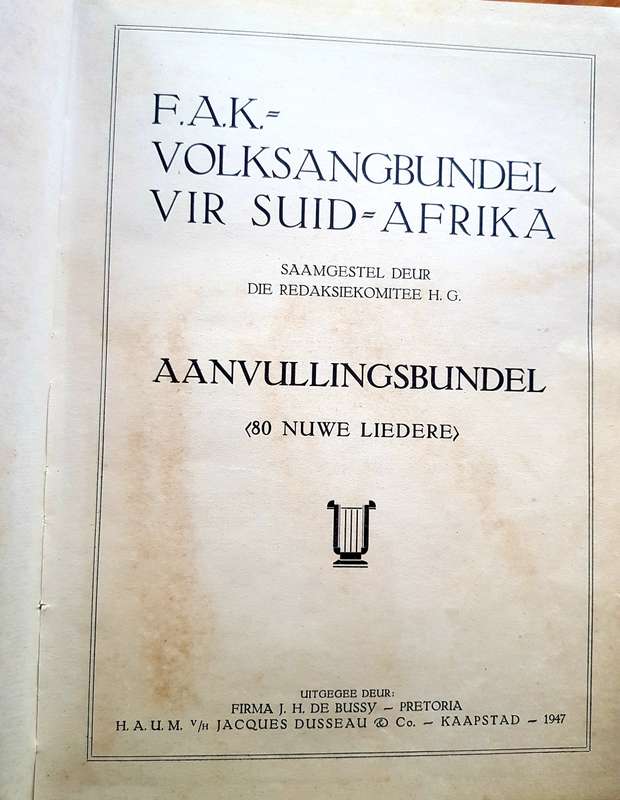 F.A.K.=
VOLKSANGBUNDEL
VIR SUID=AFRIKA
SAAMGESTEL DEUR
DIE REDAKSIEKOMITEE H. G.
AANVULLINGSBUNDEL
(80 NUWE LIEDERE)
UITGEGEE DEUR:
FIRMA J. H. DE BUSSY — PRETORIA
H. A. U. M. V/H JACQUES DUSSEAU & Co. — KAAPSTAD — 1947